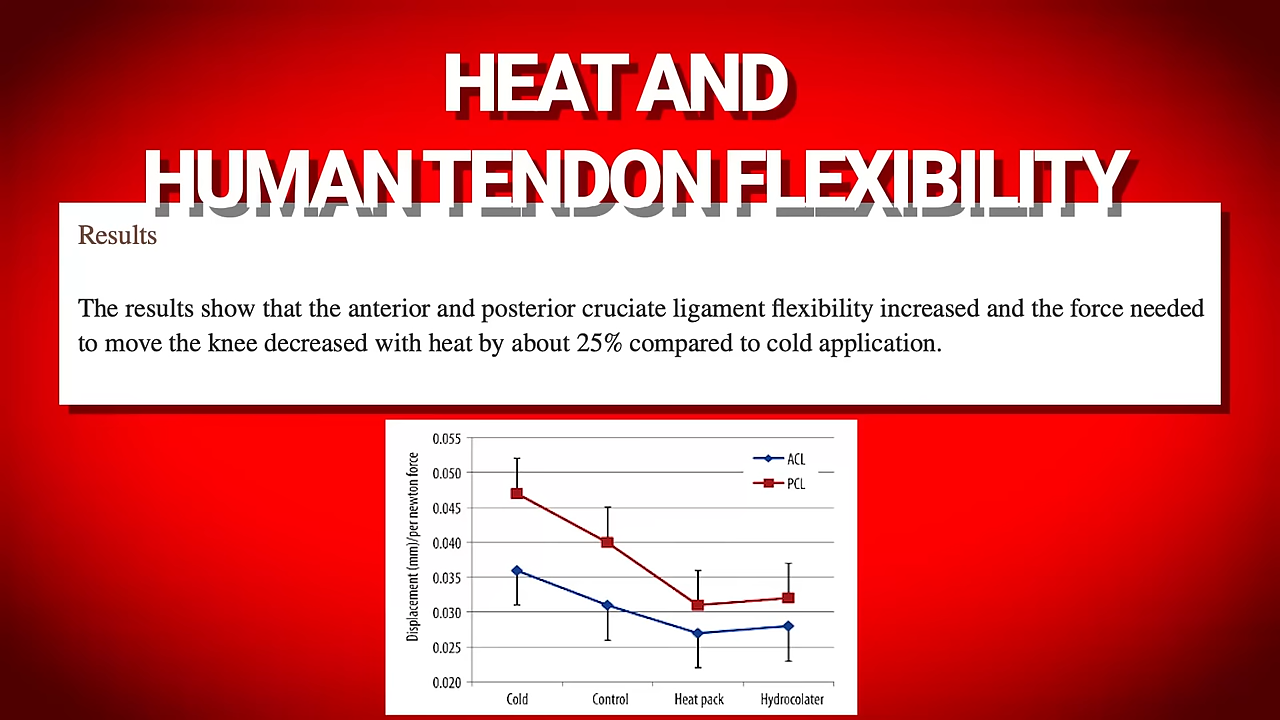 HEAT AND
HUMAN TENDON FLEXIBILITY
Results
The results show that the anterior and posterior cruciate ligament flexibility increased and the force needed
to move the knee decreased with heat by about 25% compared to cold application.
Displacement (mm)/per newton force
0.055
0.050
0.045
0.040
0.035
0.030
0.025
0.020
ACL
PCL
Cold
Control
Heat pack
Hydrocolater